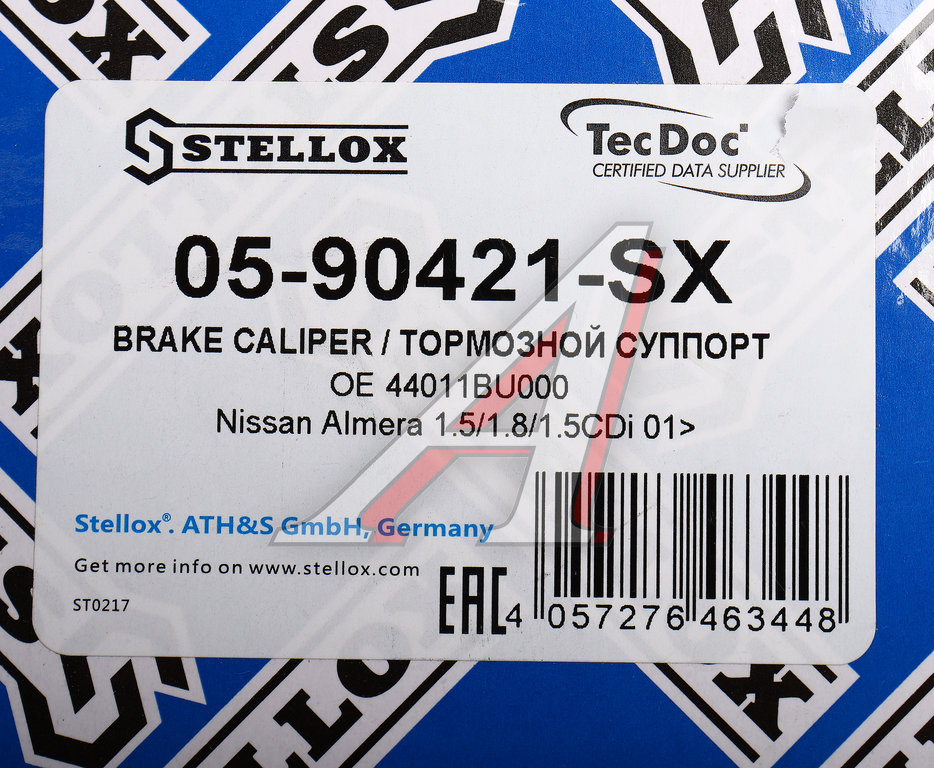 STELLOX
TecDoc
CERTIFIED DATA SUPPLIER
05-90421-SX
BRAKE CALIPER / ТОРМОЗНОЙ СУППОРТ
OE 44011BU000
Nissan Almera 1.5/1.8/1.5CDi 01>
Stellox®. ATH&S GmbH, Germany
Get more info on www.stellox.com
ST0217
EAC
4 057276 463448